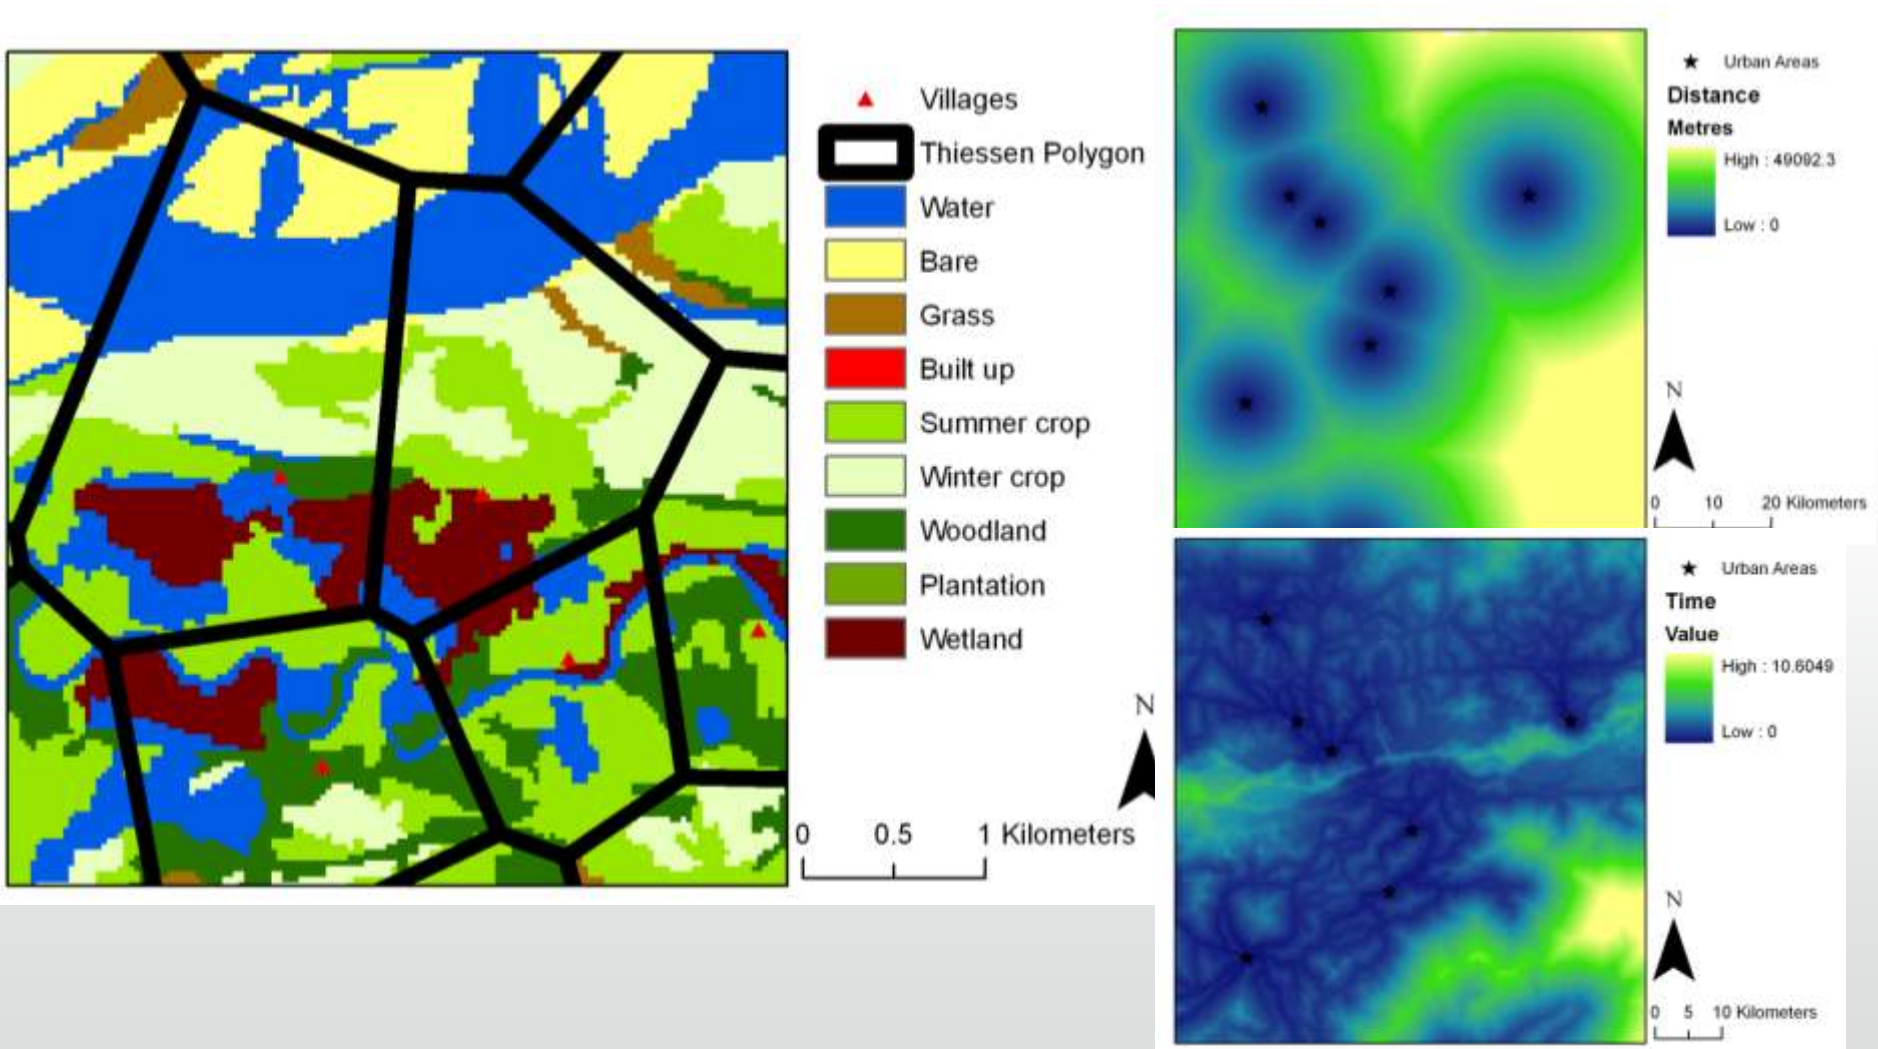 Villages
Thiessen Polygon
Water
Bare
Grass
Built up
Summer crop
Winter crop
Woodland
Plantation
Wetland
N
0 0.5 1 Kilometers
Urban Areas
Distance
Metres
High : 49092.3
Low : 0
N
0 10 20 Kilometers
Urban Areas
Time
Value
High : 10.6049
Low : 0
N
0 5 10 Kilometers